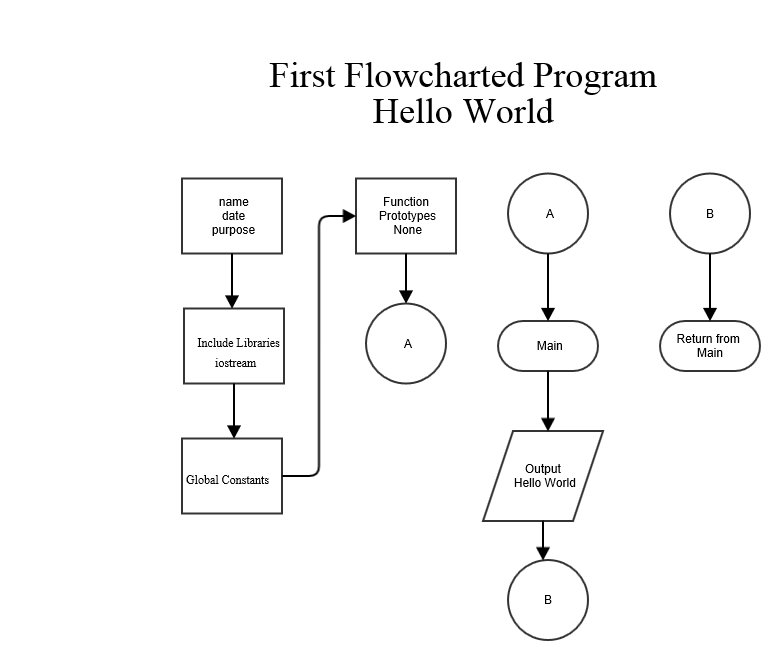 First Flowcharted Program
Hello World
name
date
purpose
Include Libraries
iostream
Global Constants
Function
Prototypes
None
A
A
Main
Output
Hello World
B
B
Return from
Main